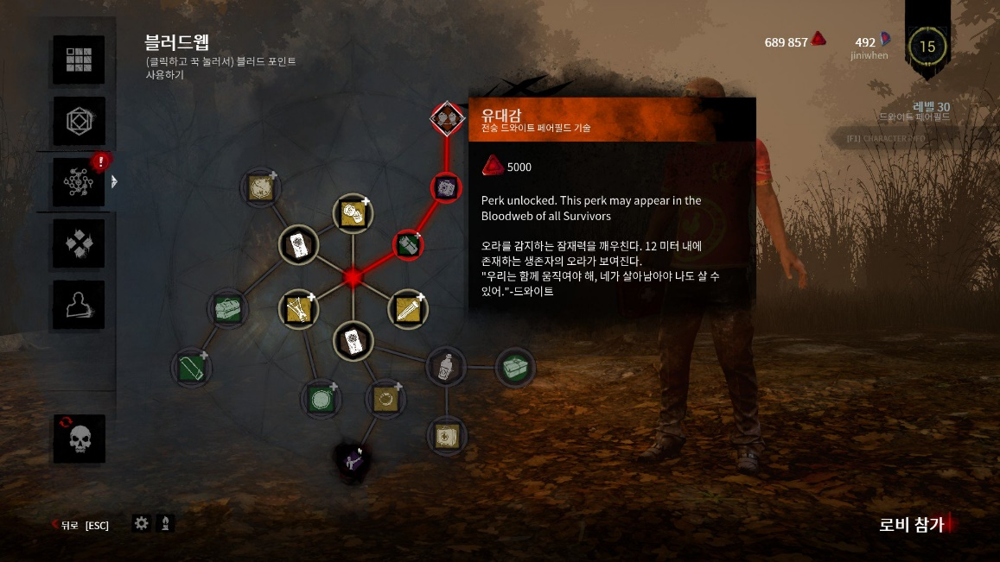 블러드웹
(클릭하고 꾹 눌러서) 블러드 포인트
사용하기
689 857
492
jiniwhen
15
레벨 30
드와이트 페어필드
[F1] CHARACTER INFO
유대감
전승 드와이트 페어필드 기술
5000
Perk unlocked. This perk may appear in the
Bloodweb of all Survivors
오라를 감지하는 잠재력을 깨우친다. 12 미터 내에
존재하는 생존자의 오라가 보여진다.
"우리는 함께 움직여야 해, 네가 살아남아야 나도 살 수
있어."-드와이트
!
뒤로 [ESC]
로비 참가